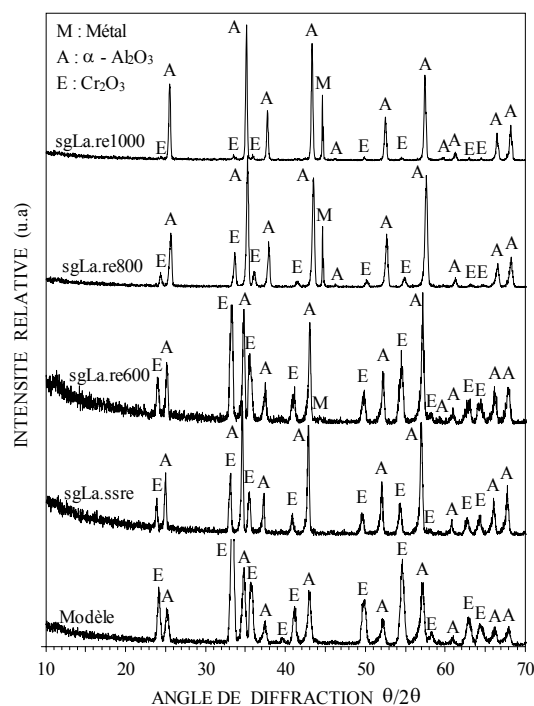 M : Métal
A : α - Al₂O₃
E : Cr₂O₃
A A A M A A A
sgLa.re1000
E E E A E E A A E E
A A A
sgLa.re800
E A E E A M A E E A E A A E E A A
E A A A
sgLa.re600
E A E A E M E A E E A A E E A A
A A A
sgLa.ssre
E A E E A E E A E E A E E A A
E A A E
Modèle
E A E A E E E A A E A E E A A
10 20 30 40 50 60 70
ANGLE DE DIFFRACTION θ/2θ
INTENSITE RELATIVE (u.a)